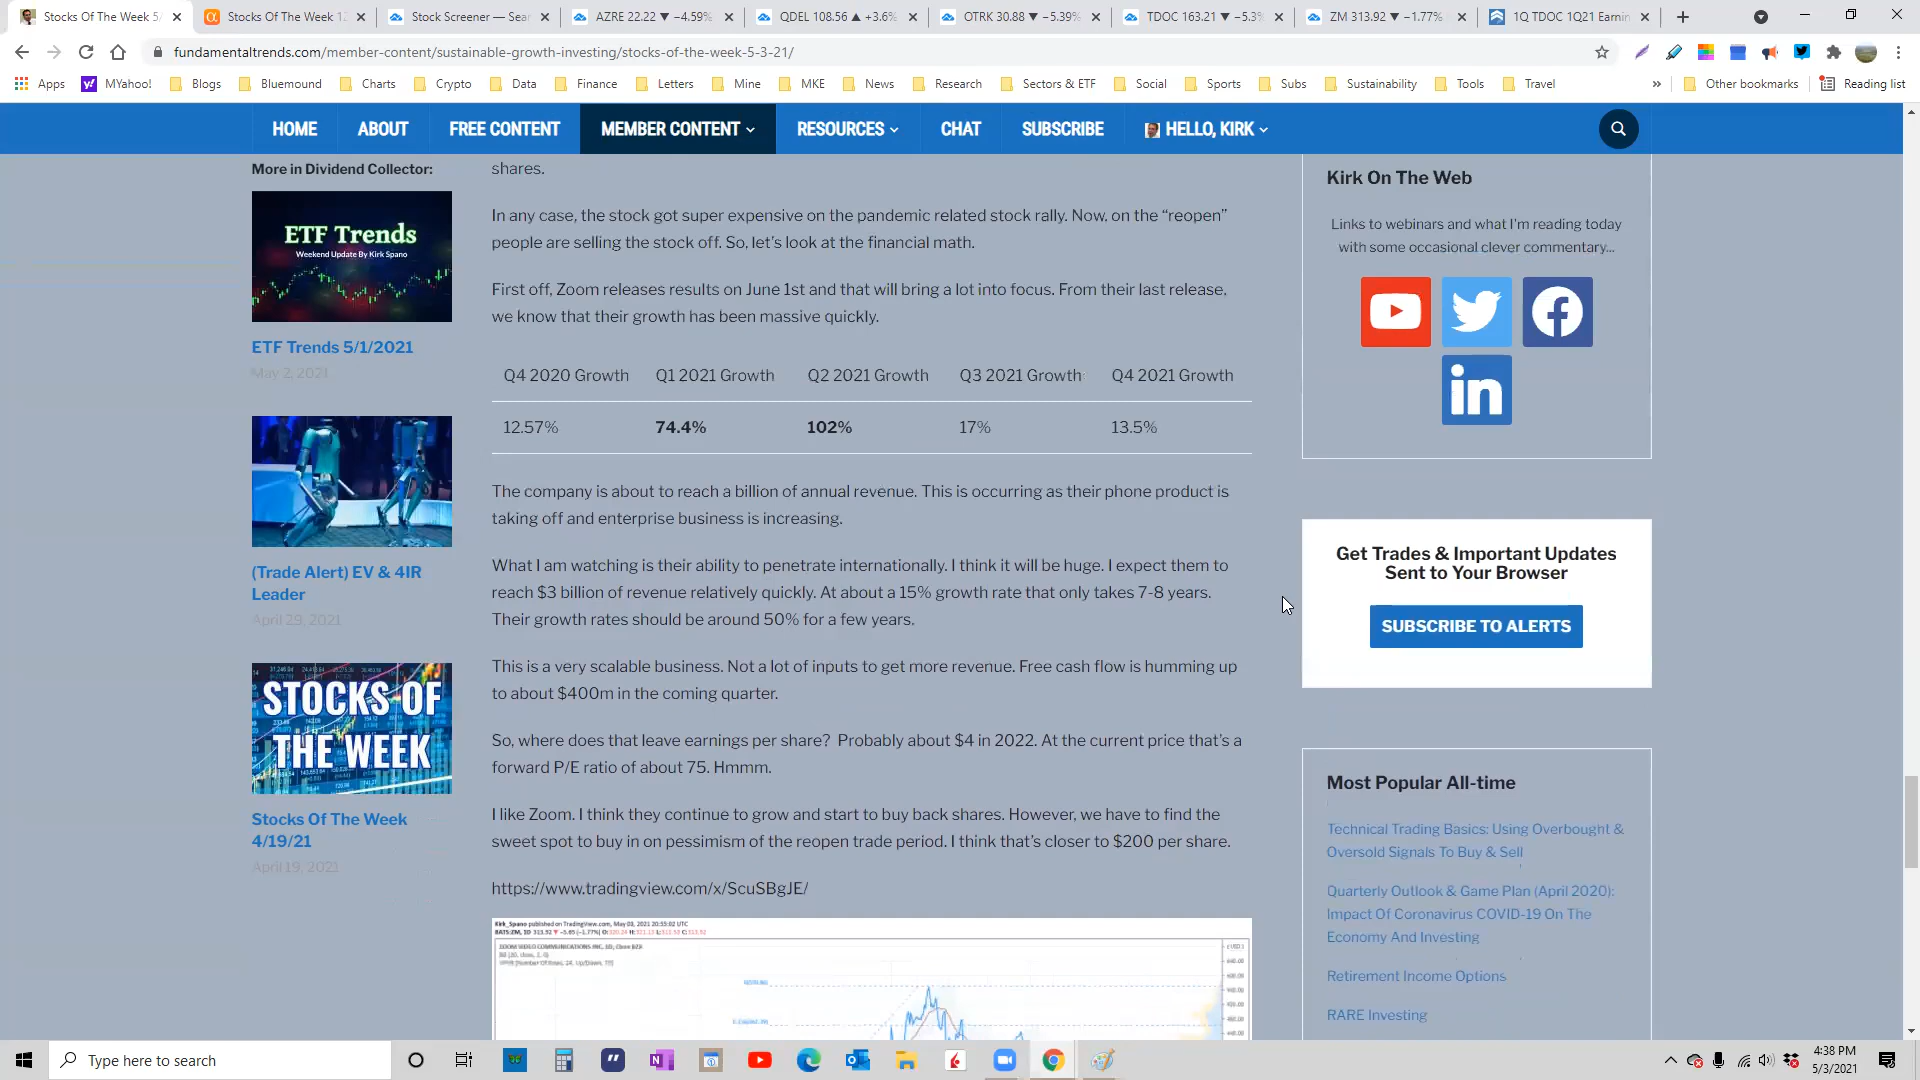 Stocks Of The Week 5/
Stocks Of The Week 12
Stock Screener — Sear
AZRE 22.22 ▼ −4.59%
QDEL 108.56 ▲ +3.6%
OTRK 30.88 ▼ −5.39%
TDOC 163.21 ▼ −5.3%
ZM 313.92 ▼ −1.77%
1Q TDOC 1Q21 Earnin
fundamentaltrends.com/member-content/sustainable-growth-investing/stocks-of-the-week-5-3-21/
Apps
MYahoo!
Blogs
Bluemound
Charts
Crypto
Data
Finance
Letters
Mine
MKE
News
Research
Sectors & ETF
Social
Sports
Subs
Sustainability
Tools
Travel
»
Other bookmarks
Reading list
HOME
ABOUT
FREE CONTENT
MEMBER CONTENT
RESOURCES
CHAT
SUBSCRIBE
HELLO, KIRK
More in Dividend Collector:
ETF Trends
Weekend Update By Kirk Spano
ETF Trends 5/1/2021
May 2, 2021
(Trade Alert) EV & 4IR
Leader
April 29, 2021
STOCKS OF
THE WEEK
Stocks Of The Week
4/19/21
April 19, 2021
shares.
In any case, the stock got super expensive on the pandemic related stock rally. Now, on the “reopen”
people are selling the stock off. So, let’s look at the financial math.
First off, Zoom releases results on June 1st and that will bring a lot into focus. From their last release,
we know that their growth has been massive quickly.
Q4 2020 Growth Q1 2021 Growth Q2 2021 Growth Q3 2021 Growth Q4 2021 Growth
12.57% 74.4% 102% 17% 13.5%
The company is about to reach a billion of annual revenue. This is occurring as their phone product is
taking off and enterprise business is increasing.
What I am watching is their ability to penetrate internationally. I think it will be huge. I expect them to
reach $3 billion of revenue relatively quickly. At about a 15% growth rate that only takes 7-8 years.
Their growth rates should be around 50% for a few years.
This is a very scalable business. Not a lot of inputs to get more revenue. Free cash flow is humming up
to about $400m in the coming quarter.
So, where does that leave earnings per share? Probably about $4 in 2022. At the current price that’s a
forward P/E ratio of about 75. Hmmm.
I like Zoom. I think they continue to grow and start to buy back shares. However, we have to find the
sweet spot to buy in on pessimism of the reopen trade period. I think that’s closer to $200 per share.
https://www.tradingview.com/x/ScuSBgJE/
Kirk_Spano published on TradingView.com, May 03, 2021 20:35:02 UTC
Kirk On The Web
Links to webinars and what I’m reading today
with some occasional clever commentary...
in
Get Trades & Important Updates
Sent to Your Browser
SUBSCRIBE TO ALERTS
Most Popular All-time
Technical Trading Basics: Using Overbought &
Oversold Signals To Buy & Sell
Quarterly Outlook & Game Plan (April 2020):
Impact Of Coronavirus COVID-19 On The
Economy And Investing
Retirement Income Options
RARE Investing
Type here to search
4:38 PM
5/3/2021